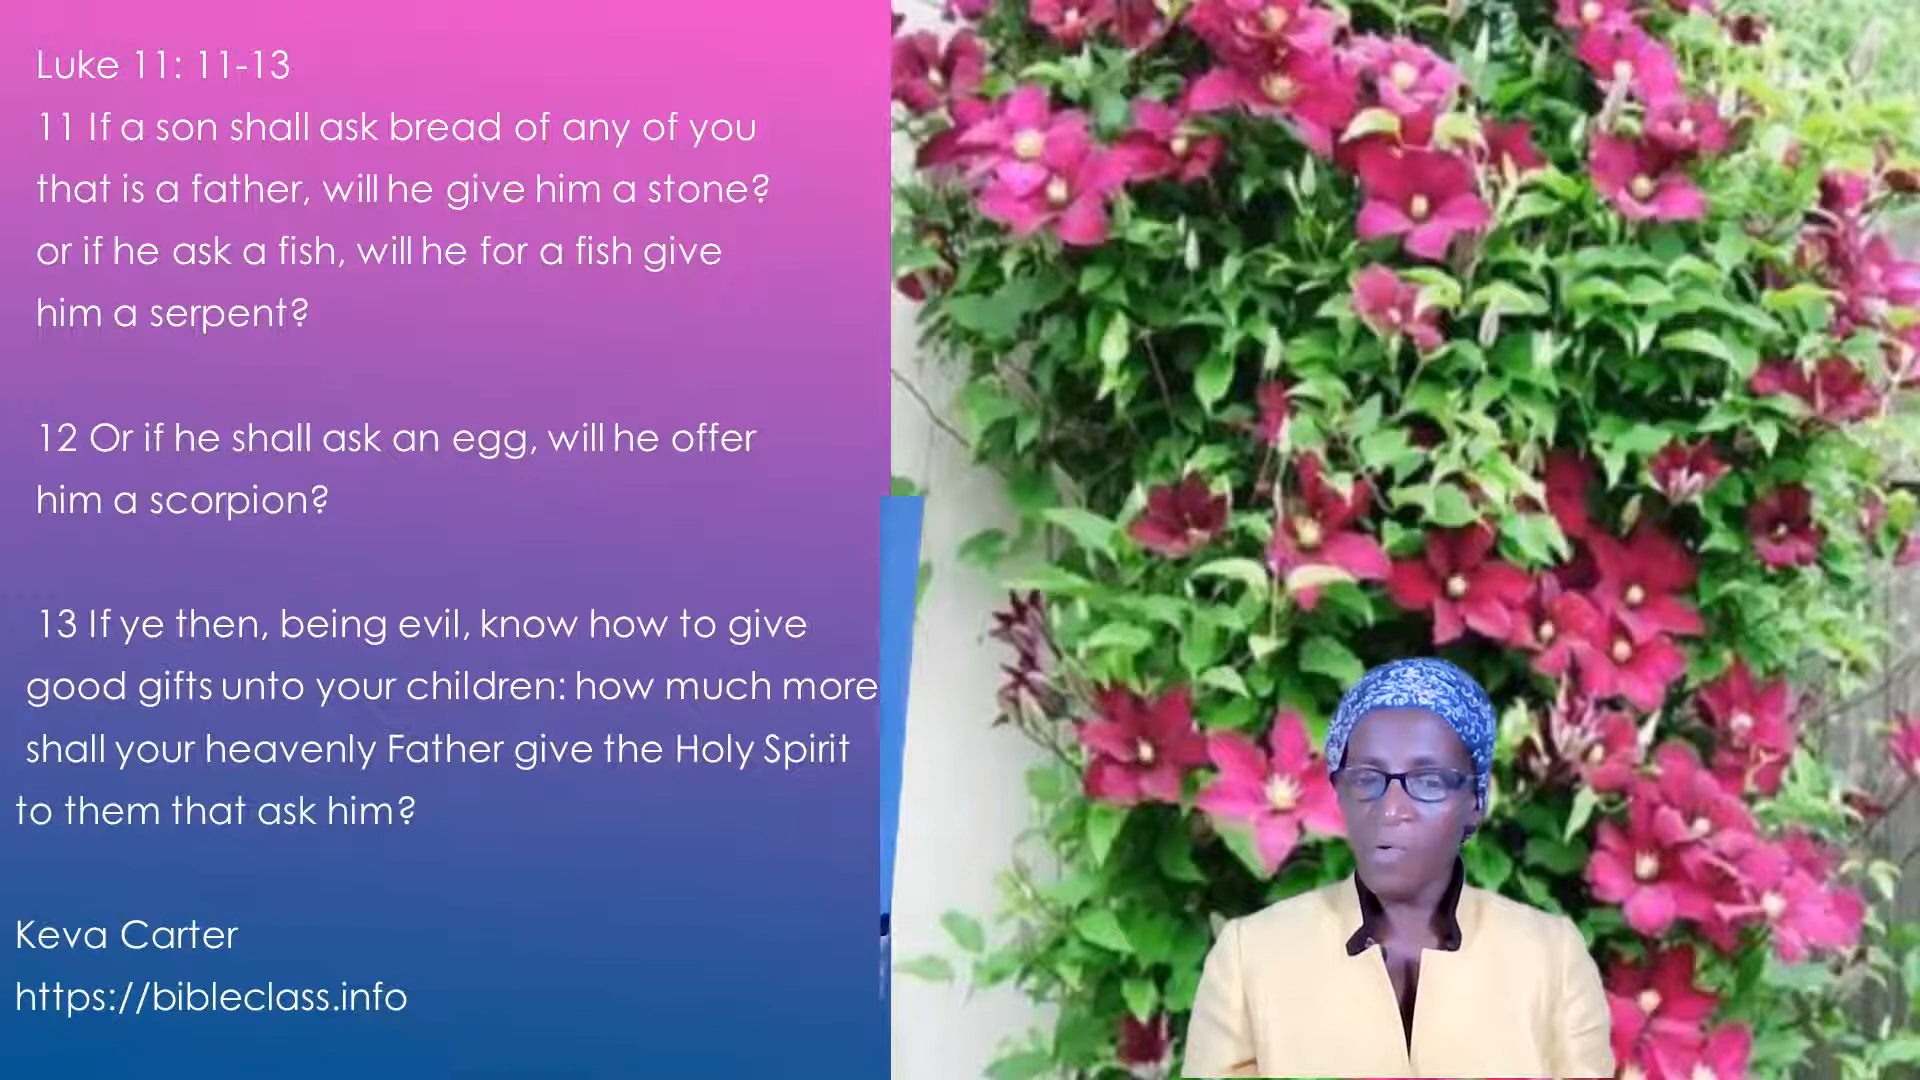 Luke 11: 11-13
11 If a son shall ask bread of any of you
that is a father, will he give him a stone?
or if he ask a fish, will he for a fish give
him a serpent?
12 Or if he shall ask an egg, will he offer
him a scorpion?
13 If ye then, being evil, know how to give
good gifts unto your children: how much more
shall your heavenly Father give the Holy Spirit
to them that ask him?
Keva Carter
https://bibleclass.info